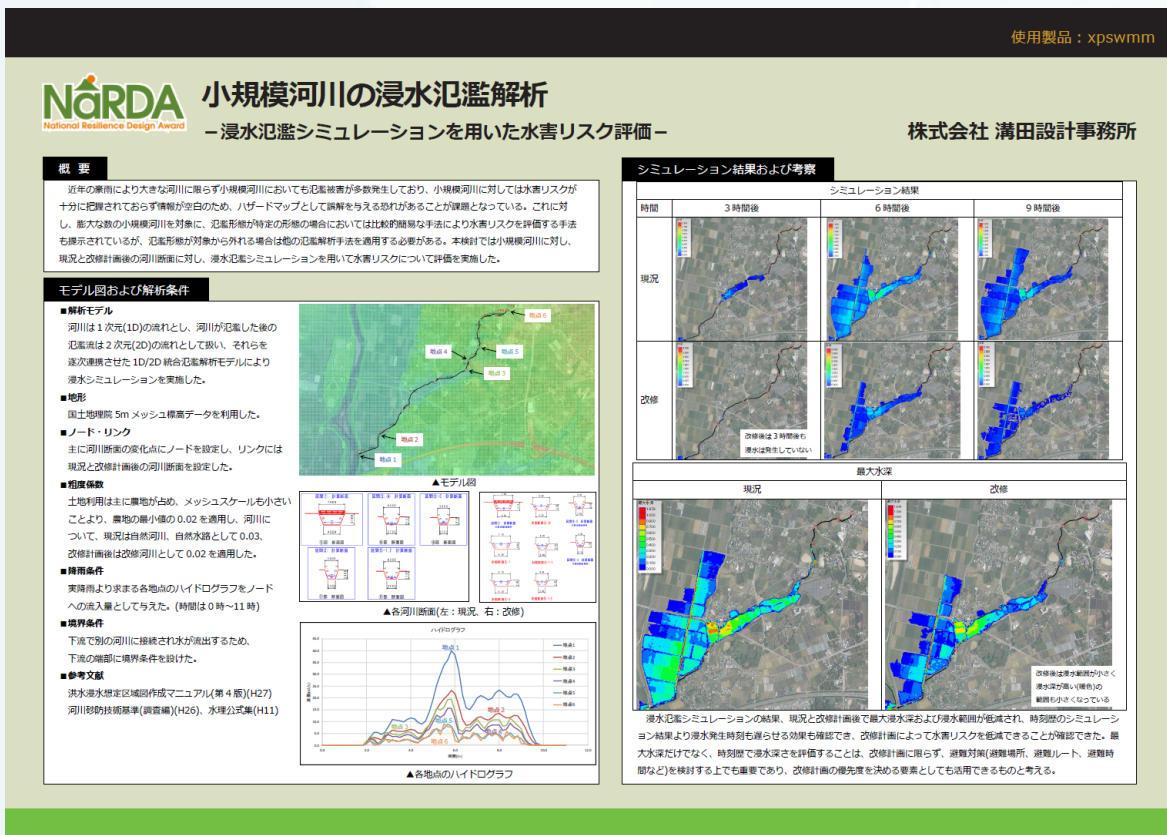 使用製品：xpswmm
NaRDA
National Resilience Design Award
小規模河川の浸水氾濫解析
－浸水氾濫シミュレーションを用いた水害リスク評価－
株式会社 溝田設計事務所
概 要
近年の豪雨により大きな河川に限らず小規模河川においても氾濫被害が多数発生しており、小規模河川に対しては水害リスクが
十分に把握されておらず情報が空白のため、ハザードマップとして誤解を与える恐れがあることが課題となっている。これに対
し、膨大な数の小規模河川を対象に、氾濫形態が特定の形態の場合においては比較的簡易な手法により水害リスクを評価する手法
も提示されているが、氾濫形態が対象から外れる場合は他の氾濫解析手法を適用する必要がある。本検討では小規模河川に対し、
現況と改修計画後の河川断面に対し、浸水氾濫シミュレーションを用いて水害リスクについて評価を実施した。
モデル図および解析条件
■解析モデル
河川は1次元(1D)の流れとし、河川が氾濫した後の
氾濫流は2次元(2D)の流れとして扱い、それらを
逐次連携させた 1D/2D 統合氾濫解析モデルにより
浸水シミュレーションを実施した。
■地形
国土地理院 5m メッシュ標高データを利用した。
■ノード・リンク
主に河川断面の変化点にノードを設定し、リンクには
現況と改修計画後の河川断面を設定した。
■粗度係数
土地利用は主に農地が占め、メッシュスケールも小さい
ことより、農地の最小値の 0.02 を適用し、河川に
ついて、現況は自然河川、自然水路として 0.03、
改修計画後は改修河川として 0.02 を適用した。
■降雨条件
実降雨より求まる各地点のハイドログラフをノード
への流入量として与えた。(時間は 0 時～11 時)
■境界条件
下流で別の河川に接続され水が流出するため、
下流の端部に境界条件を設けた。
■参考文献
洪水浸水想定区域図作成マニュアル(第 4 版)(H27)
河川砂防技術基準(調査編)(H26)、水理公式集(H11)
地点 6
地点 4
地点 5
地点 3
地点 2
地点 1
▲モデル図
▲各河川断面(左：現況、右：改修)
ハイドログラフ
地点1
地点2
地点3
地点4
地点5
地点6
地点 1
地点 2
地点 3
地点 5
地点 6
▲各地点のハイドログラフ
シミュレーション結果および考察
シミュレーション結果
時間
3 時間後
6 時間後
9 時間後
現況
改修
改修後は 3 時間後も
浸水は発生していない
最大水深
現況
改修
改修後は浸水範囲が小さく
浸水深が高い(暖色)の
範囲も小さくなっている
浸水氾濫シミュレーションの結果、現況と改修計画後で最大浸水深および浸水範囲が低減され、時刻歴のシミュレーシ
ョン結果より浸水発生時刻も遅らせる効果も確認でき、改修計画によって水害リスクを低減できることが確認できた。最
大水深だけでなく、時刻歴で浸水深さを評価することは、改修計画に限らず、避難対策(避難場所、避難ルート、避難時
間など)を検討する上でも重要であり、改修計画の優先度を決める要素としても活用できるものと考える。